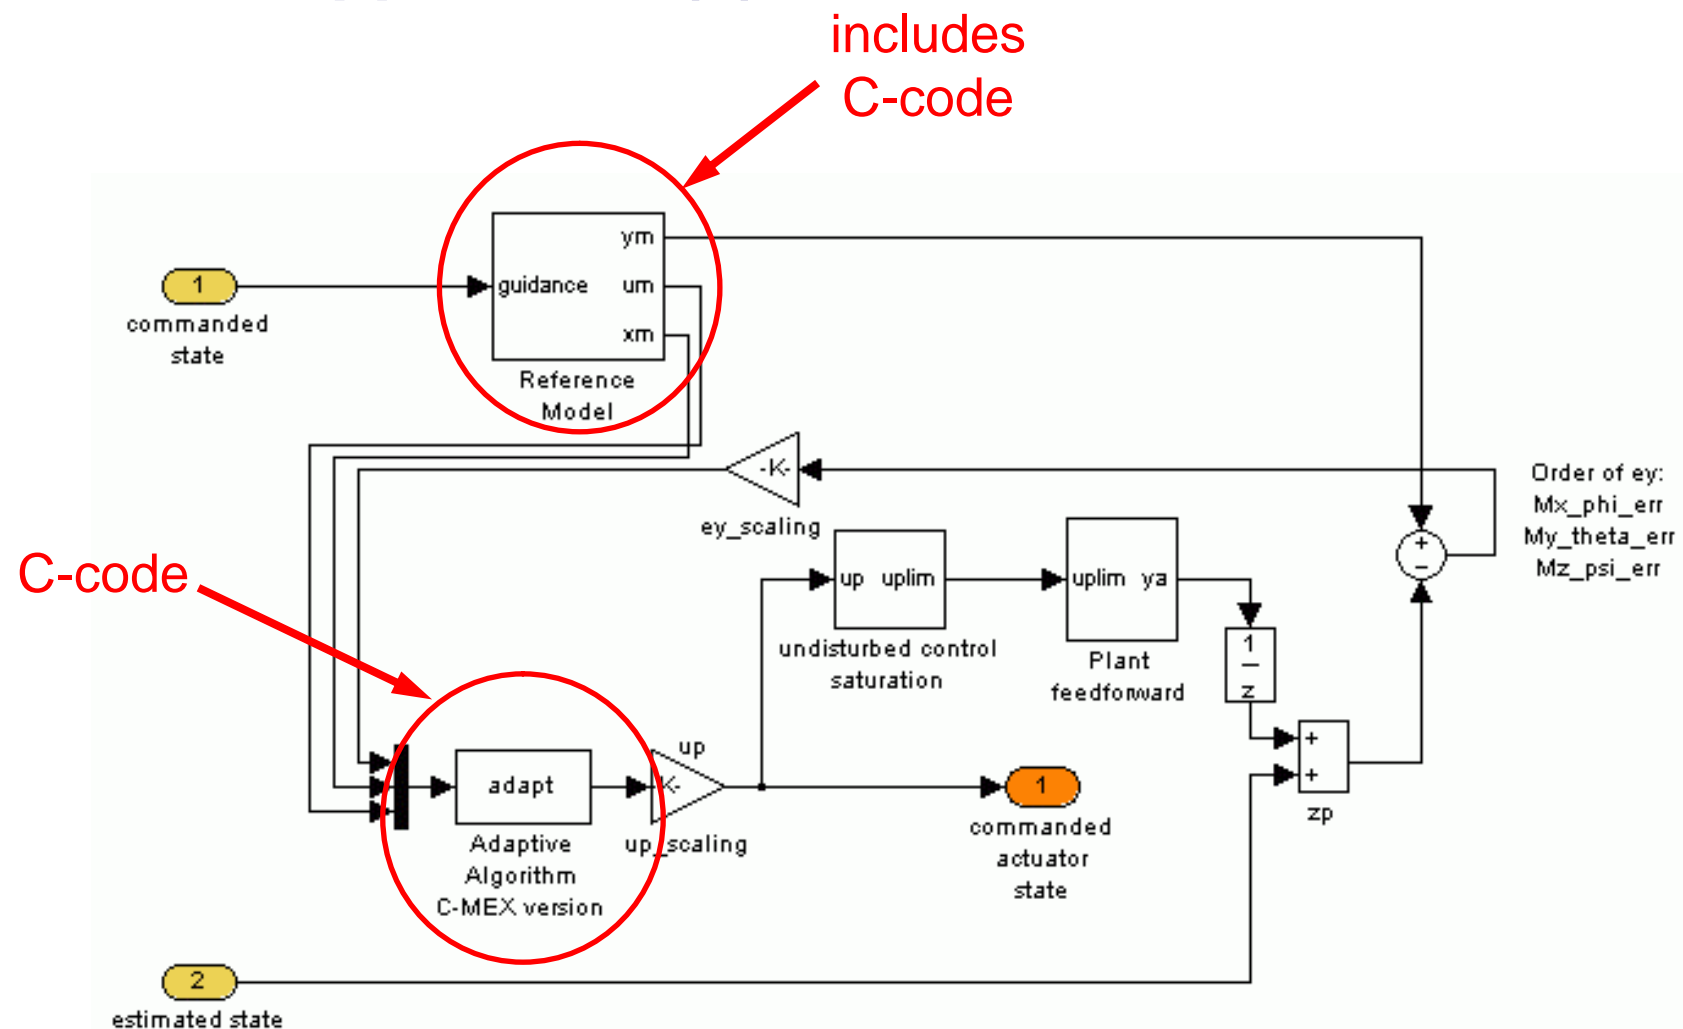 includes
C-code
ym
1
guidance
um
commanded
state
xm
Reference
Model
-K-
ey_scaling
Order of ey:
Mx_phi_err
My_theta_err
Mz_psi_err
+
−
C-code
up uplim
undisturbed control
saturation
uplim ya
Plant
feedforward
1
z
+
+
zp
adapt
Adaptive
Algorithm
C-MEX version
up
-K-
up_scaling
1
commanded
actuator
state
2
estimated state